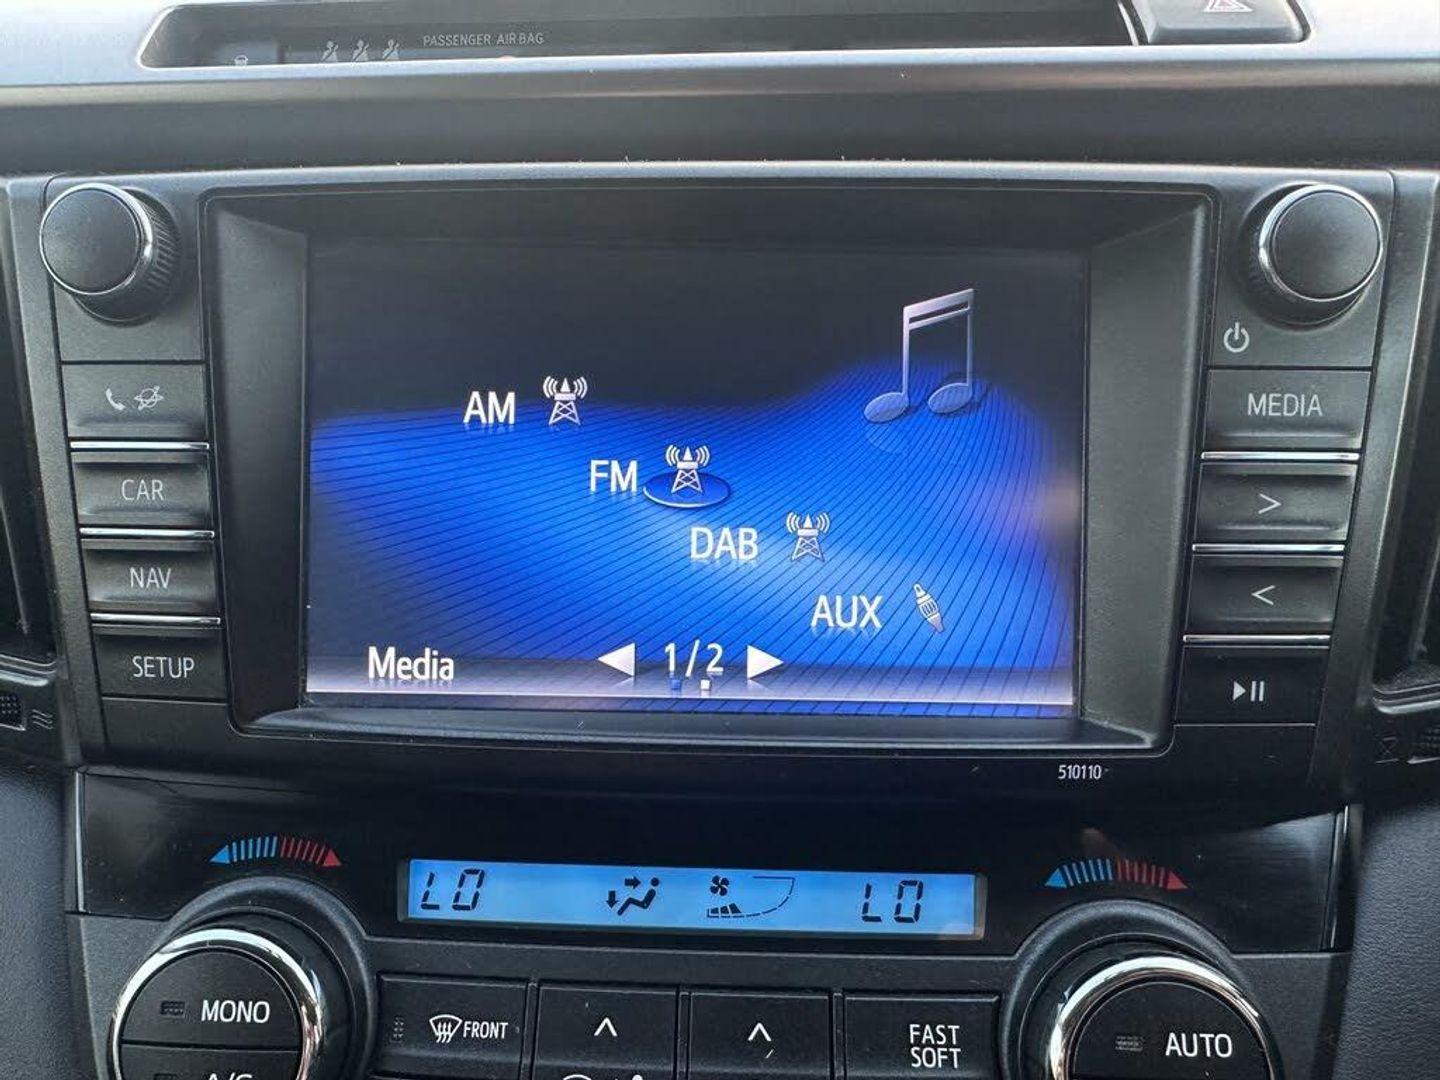 PASSENGER AIR BAG
MEDIA
AM
CAR
FM
>
DAB
NAV
<
AUX
SETUP
Media
1/2
510110
LO
LO
MONO
FRONT
FAST
SOFT
AUTO
A/C